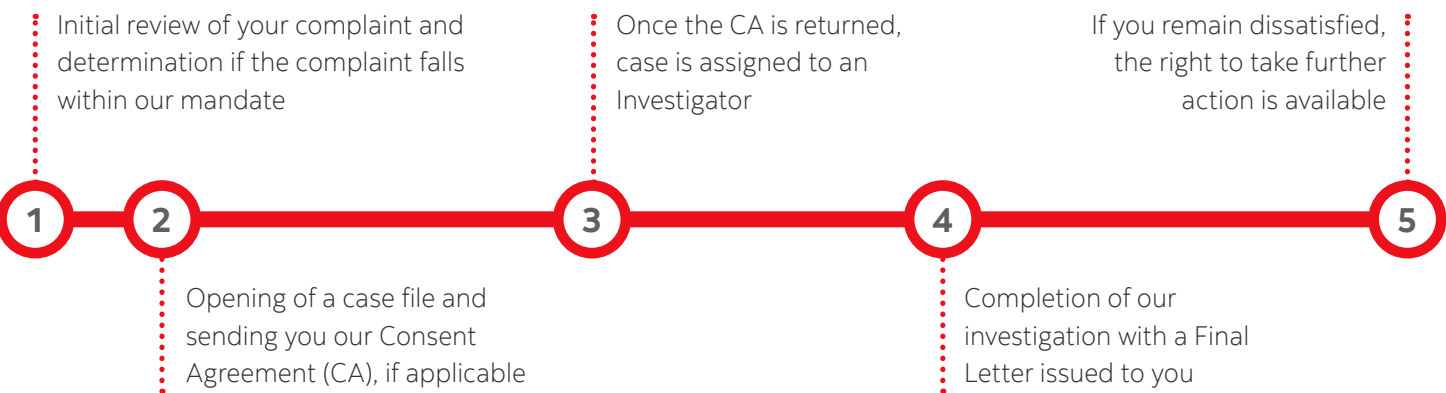 Initial review of your complaint and
determination if the complaint falls
within our mandate
Once the CA is returned,
case is assigned to an
Investigator
If you remain dissatisfied,
the right to take further
action is available
1
2
3
4
5
Opening of a case file and
sending you our Consent
Agreement (CA), if applicable
Completion of our
investigation with a Final
Letter issued to you